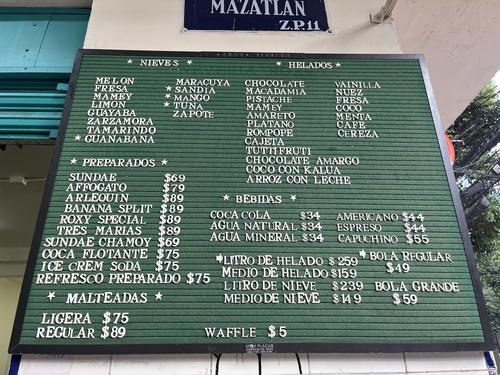 MAZATLAN
Z.P.11
★ NIEVES ★
MELON
FRESA
MAMEY
LIMON
GUAYABA
ZARZAMORA
TAMARINDO
★ GUANABANA
MARACUYA
★ SANDIA
★ MANGO
★ TUNA
ZAPOTE
★ HELADOS ★
CHOCOLATE
MACADAMIA
PISTACHE
MAMEY
AMARETO
PLATANO
ROMPOPE
CAJETA
TUTTIFRUTI
CHOCOLATE AMARGO
COCO CON KALUA
ARROZ CON LECHE
VAINILLA
NUEZ
FRESA
COCO
MENTA
CAFE
CEREZA
★ PREPARADOS ★
SUNDAE $69
AFFOGATO $79
ARLEQUIN $89
BANANA SPLIT $89
ROXY SPECIAL $89
TRES MARIAS $89
SUNDAE CHAMOY $69
COCA FLOTANTE $75
ICE CREM SODA $75
REFRESCO PREPARADO $75
★ MALTEADAS ★
LIGERA $75
REGULAR $89
★ BEBIDAS ★
COCA COLA $34
AGUA NATURAL $34
AGUA MINERAL $34
AMERICANO $44
ESPRESO $44
CAPUCHINO $55
LITRO DE HELADO $259
MEDIO DE HELADO $159
LITRO DE NIEVE $239
MEDIO DE NIEVE $149
★ BOLA REGULAR
$49
BOLA GRANDE
$59
WAFFLE $5